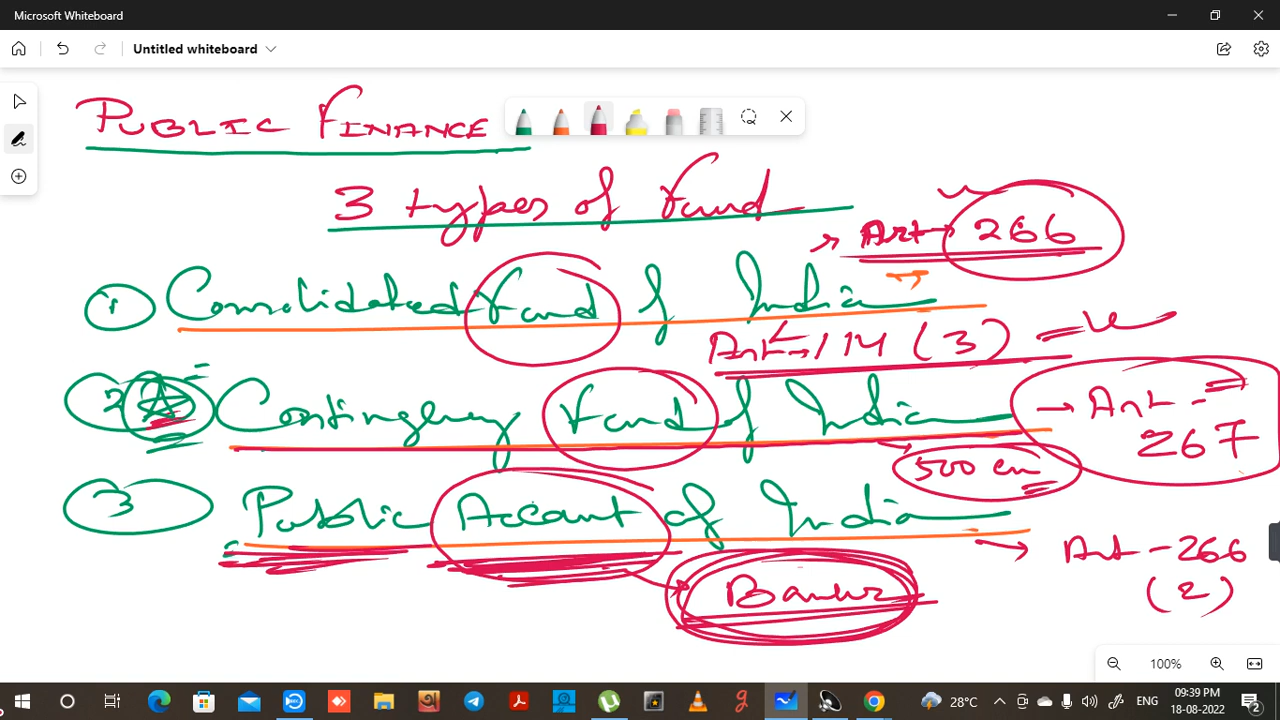 Microsoft Whiteboard
Untitled whiteboard
PUBLIC FINANCE
3 types of Fund
Art 266
① Consolidated Fund of India
Art 114 (3)
2 Contingency Fund of India → Art -
267
500 cr
③ Public Account of India
→ Art - 266
(2)
Banker
100%
28°C
ENG
09:39 PM
18-08-2022
2